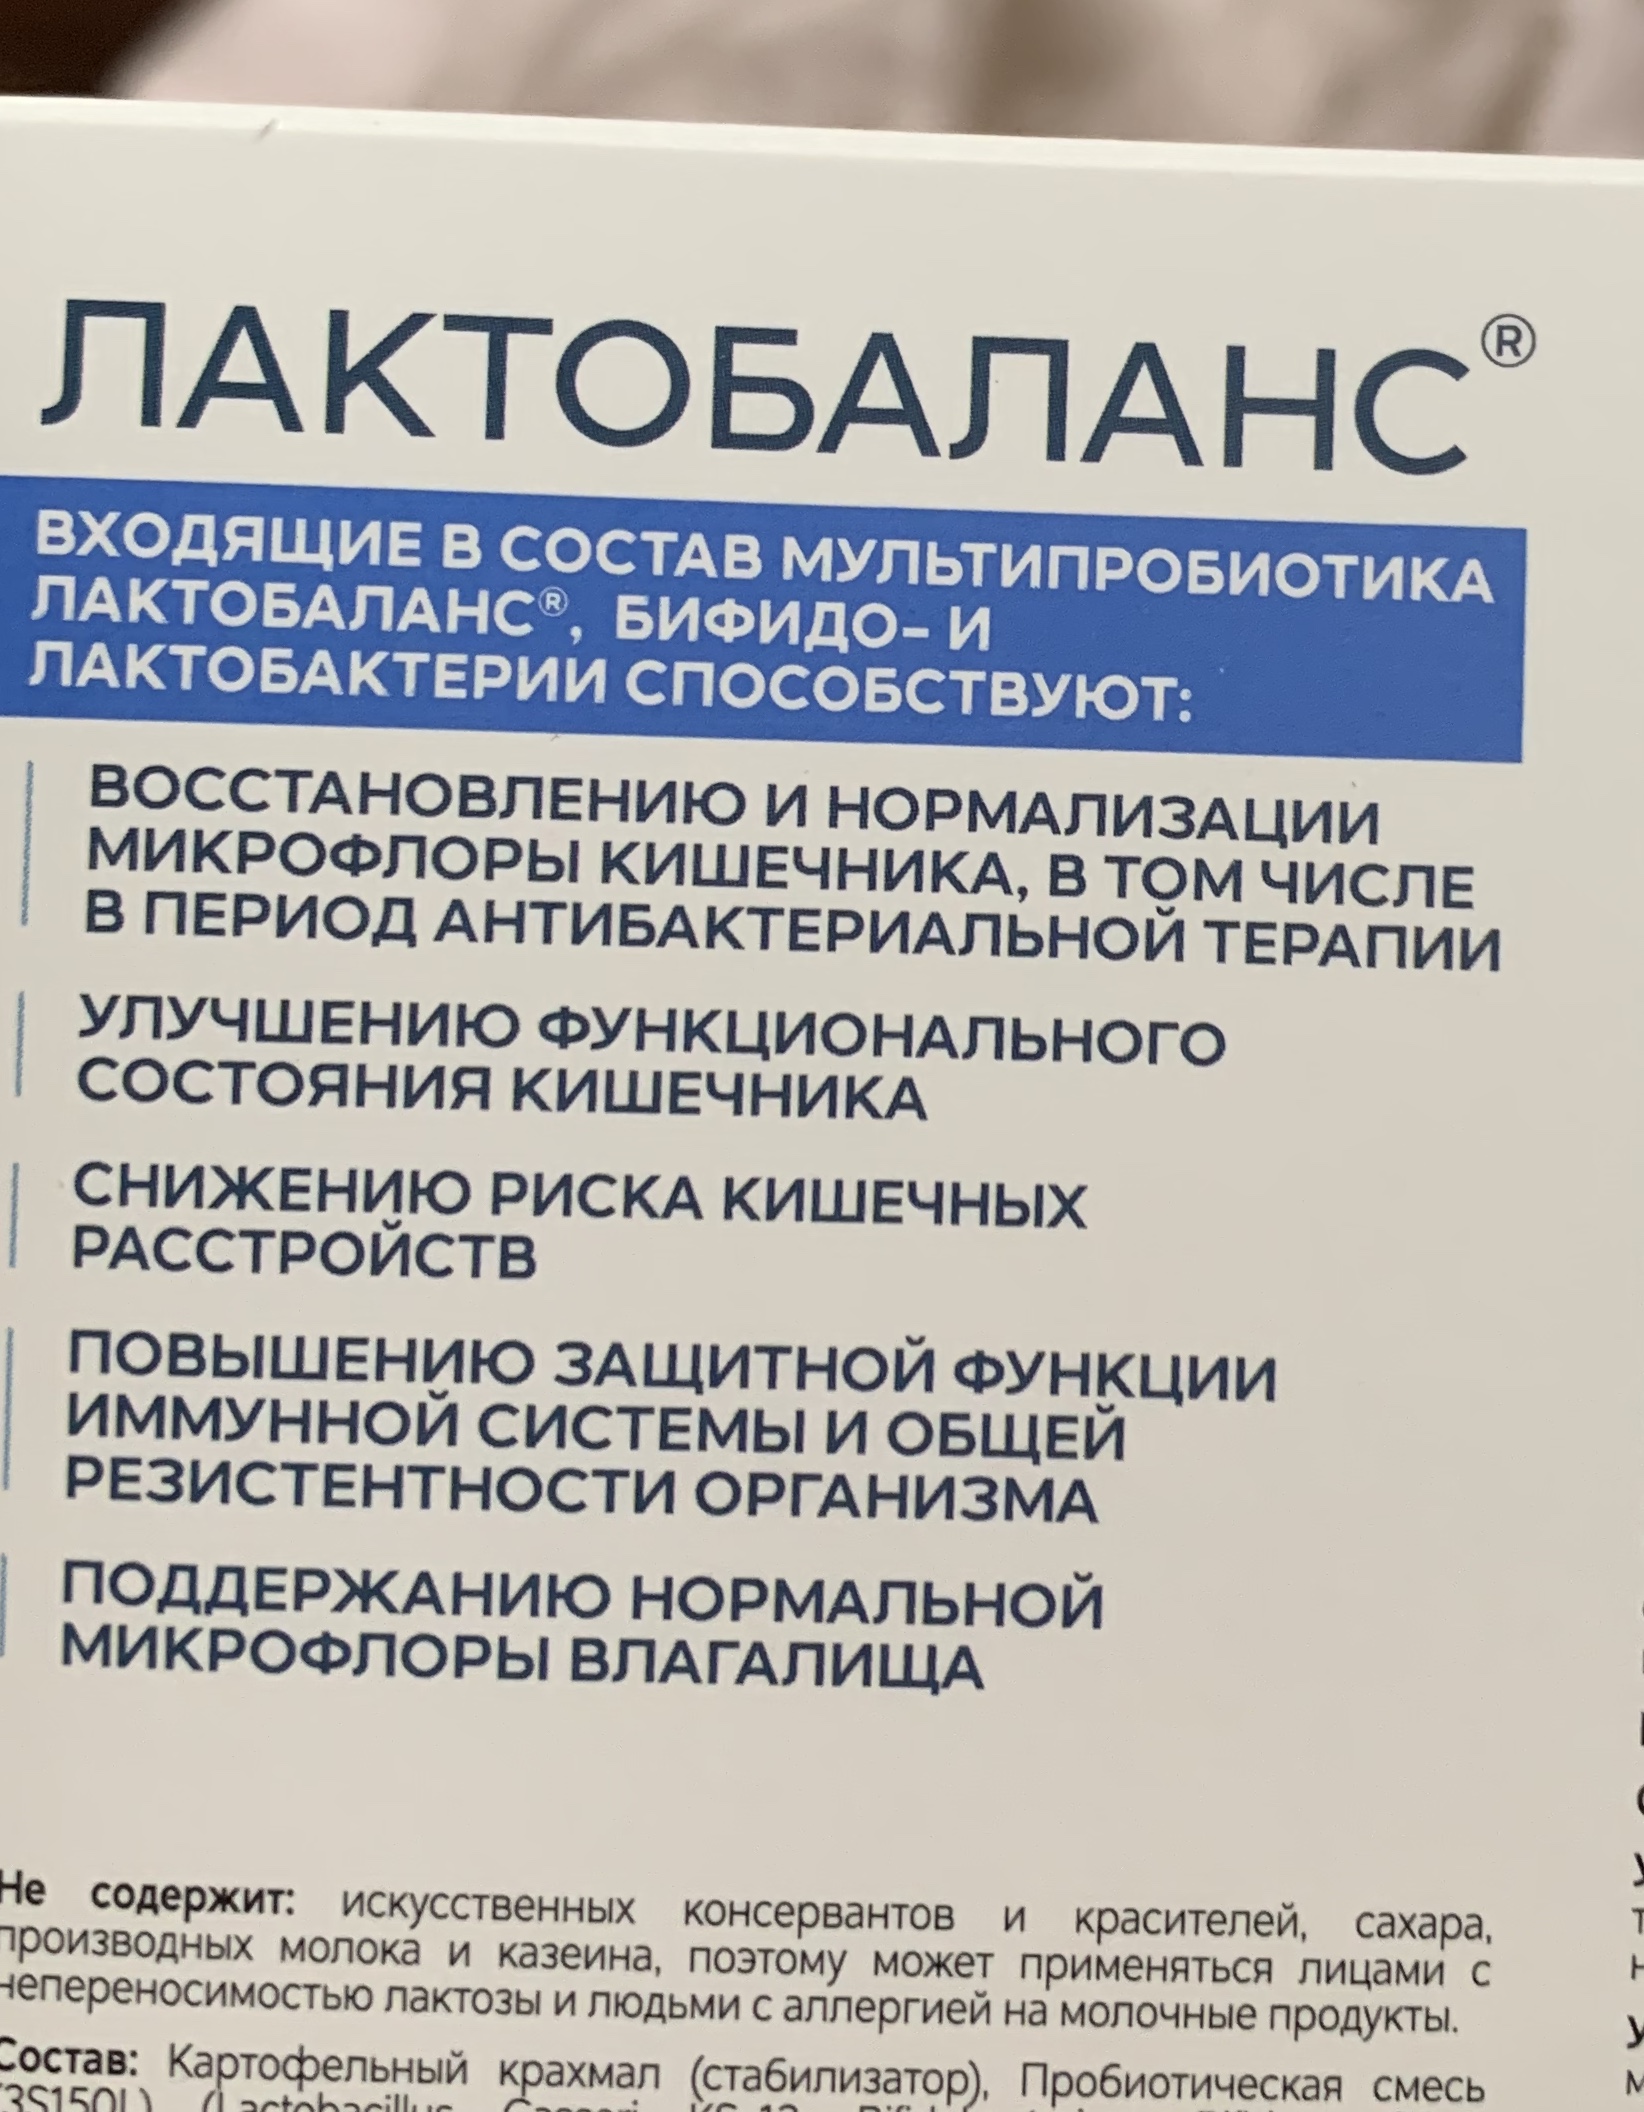 ЛАКТОБАЛАНС®
ВХОДЯЩИЕ В СОСТАВ МУЛЬТИПРОБИОТИКА
ЛАКТОБАЛАНС®, БИФИДО- И
ЛАКТОБАКТЕРИИ СПОСОБСТВУЮТ:
ВОССТАНОВЛЕНИЮ И НОРМАЛИЗАЦИИ
МИКРОФЛОРЫ КИШЕЧНИКА, В ТОМ ЧИСЛЕ
В ПЕРИОД АНТИБАКТЕРИАЛЬНОЙ ТЕРАПИИ
УЛУЧШЕНИЮ ФУНКЦИОНАЛЬНОГО
СОСТОЯНИЯ КИШЕЧНИКА
СНИЖЕНИЮ РИСКА КИШЕЧНЫХ
РАССТРОЙСТВ
ПОВЫШЕНИЮ ЗАЩИТНОЙ ФУНКЦИИ
ИММУННОЙ СИСТЕМЫ И ОБЩЕЙ
РЕЗИСТЕНТНОСТИ ОРГАНИЗМА
ПОДДЕРЖАНИЮ НОРМАЛЬНОЙ
МИКРОФЛОРЫ ВЛАГАЛИЩА
Не содержит: искусственных консервантов и красителей, сахара,
производных молока и казеина, поэтому может применяться лицами с
непереносимостью лактозы и людьми с аллергией на молочные продукты.
Состав: Картофельный крахмал (стабилизатор), Пробиотическая смесь
(Lactobacillus Gasseri